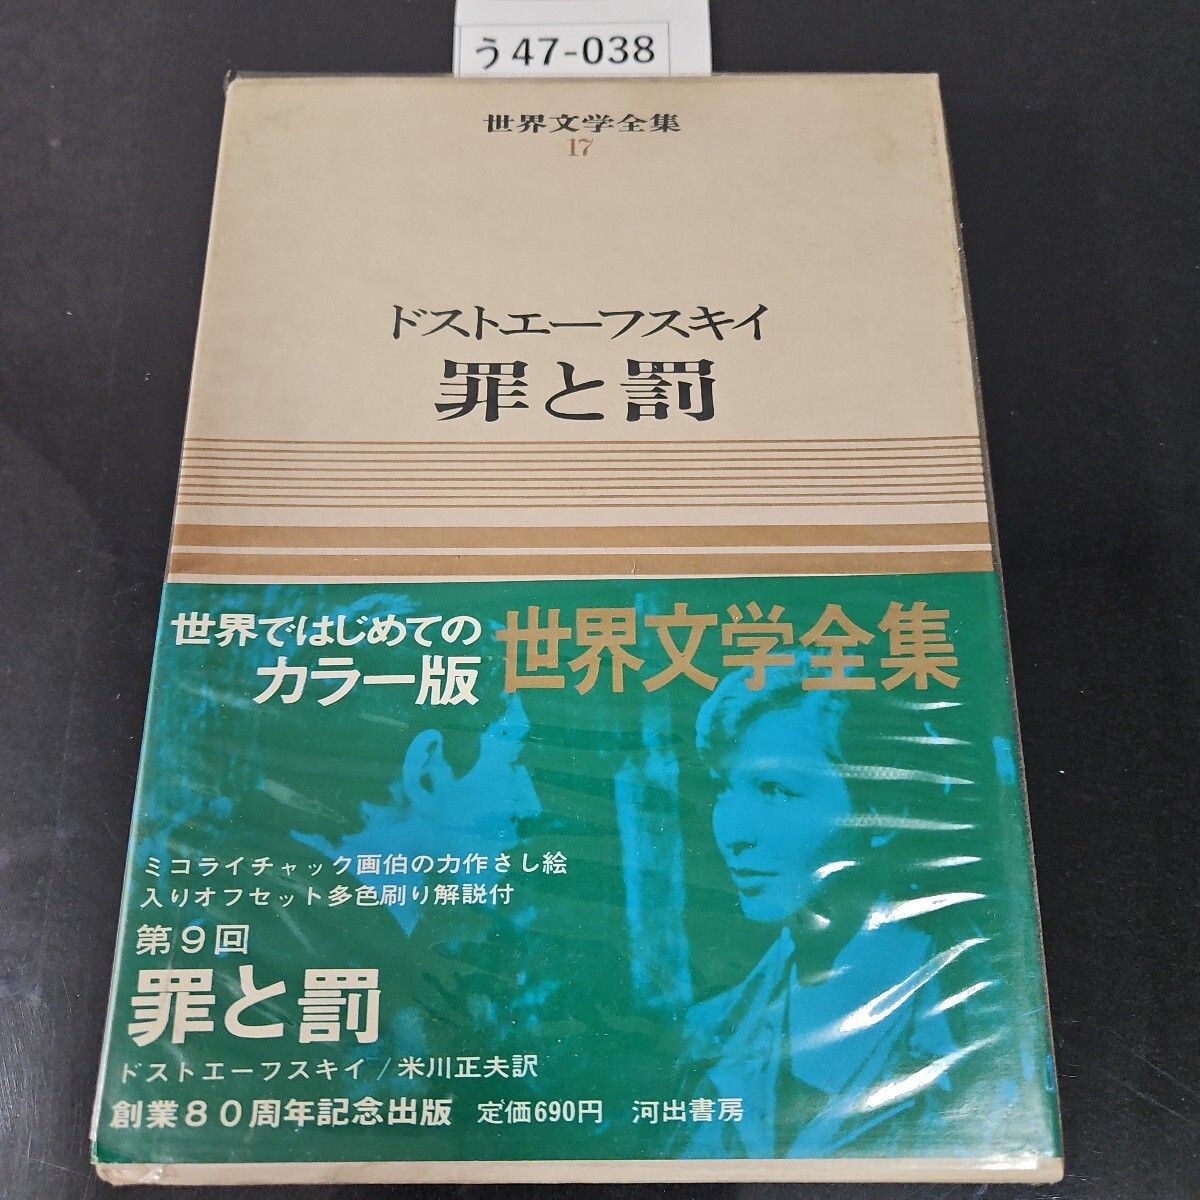 う47-038
世界文学全集
17
ドストエーフスキイ
罪と罰
世界ではじめての
カラー版
世界文学全集
ミコライチャック画伯の力作さし絵
入りオフセット多色刷り解説付
第9回
罪と罰
ドストエーフスキイ/米川正夫訳
創業80周年記念出版 定価690円 河出書房